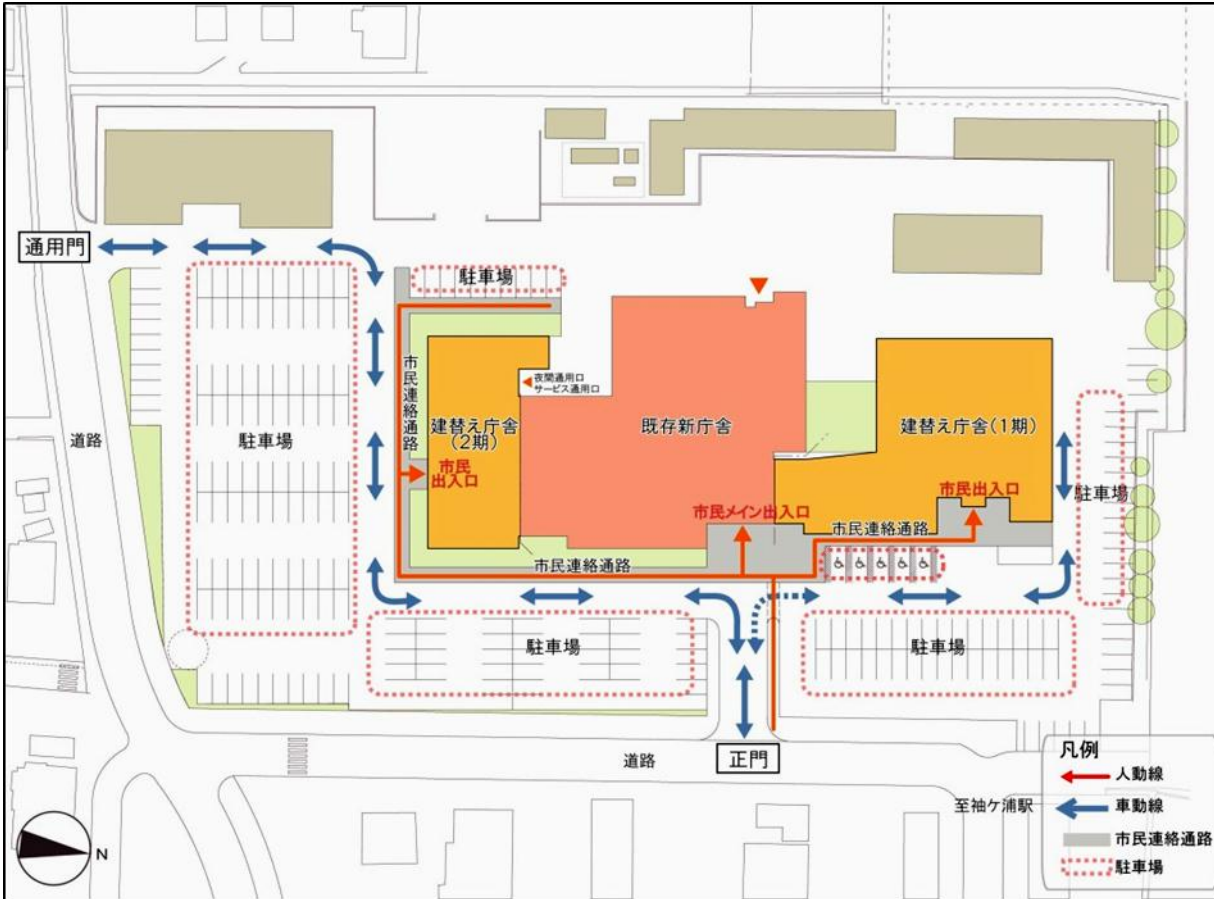 通用門
駐車場
夜間通用口
サービス通用口
市民連絡通路
建替え庁舎
(2期)
既存新庁舎
建替え庁舎(1期)
道路
駐車場
市民
出入口
市民出入口
駐車場
市民メイン出入口
市民連絡通路
市民連絡通路
駐車場
駐車場
道路
正門
凡例
人動線
至袖ケ浦駅
車動線
市民連絡通路
駐車場
N